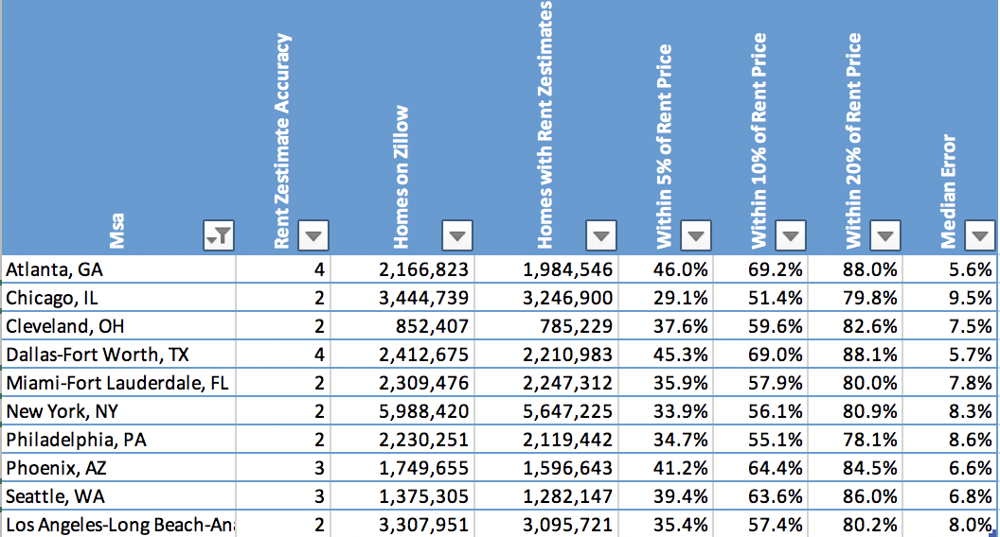 Msa Rent Zestimate Accuracy Homes on Zillow Homes with Rent Zestimates Within 5% of Rent Price Within 10% of Rent Price Within 20% of Rent Price Median Error
Atlanta, GA 4 2,166,823 1,984,546 46.0% 69.2% 88.0% 5.6%
Chicago, IL 2 3,444,739 3,246,900 29.1% 51.4% 79.8% 9.5%
Cleveland, OH 2 852,407 785,229 37.6% 59.6% 82.6% 7.5%
Dallas-Fort Worth, TX 4 2,412,675 2,210,983 45.3% 69.0% 88.1% 5.7%
Miami-Fort Lauderdale, FL 2 2,309,476 2,247,312 35.9% 57.9% 80.0% 7.8%
New York, NY 2 5,988,420 5,647,225 33.9% 56.1% 80.9% 8.3%
Philadelphia, PA 2 2,230,251 2,119,442 34.7% 55.1% 78.1% 8.6%
Phoenix, AZ 3 1,749,655 1,596,643 41.2% 64.4% 84.5% 6.6%
Seattle, WA 3 1,375,305 1,282,147 39.4% 63.6% 86.0% 6.8%
Los Angeles-Long Beach-Ana 2 3,307,951 3,095,721 35.4% 57.4% 80.2% 8.0%